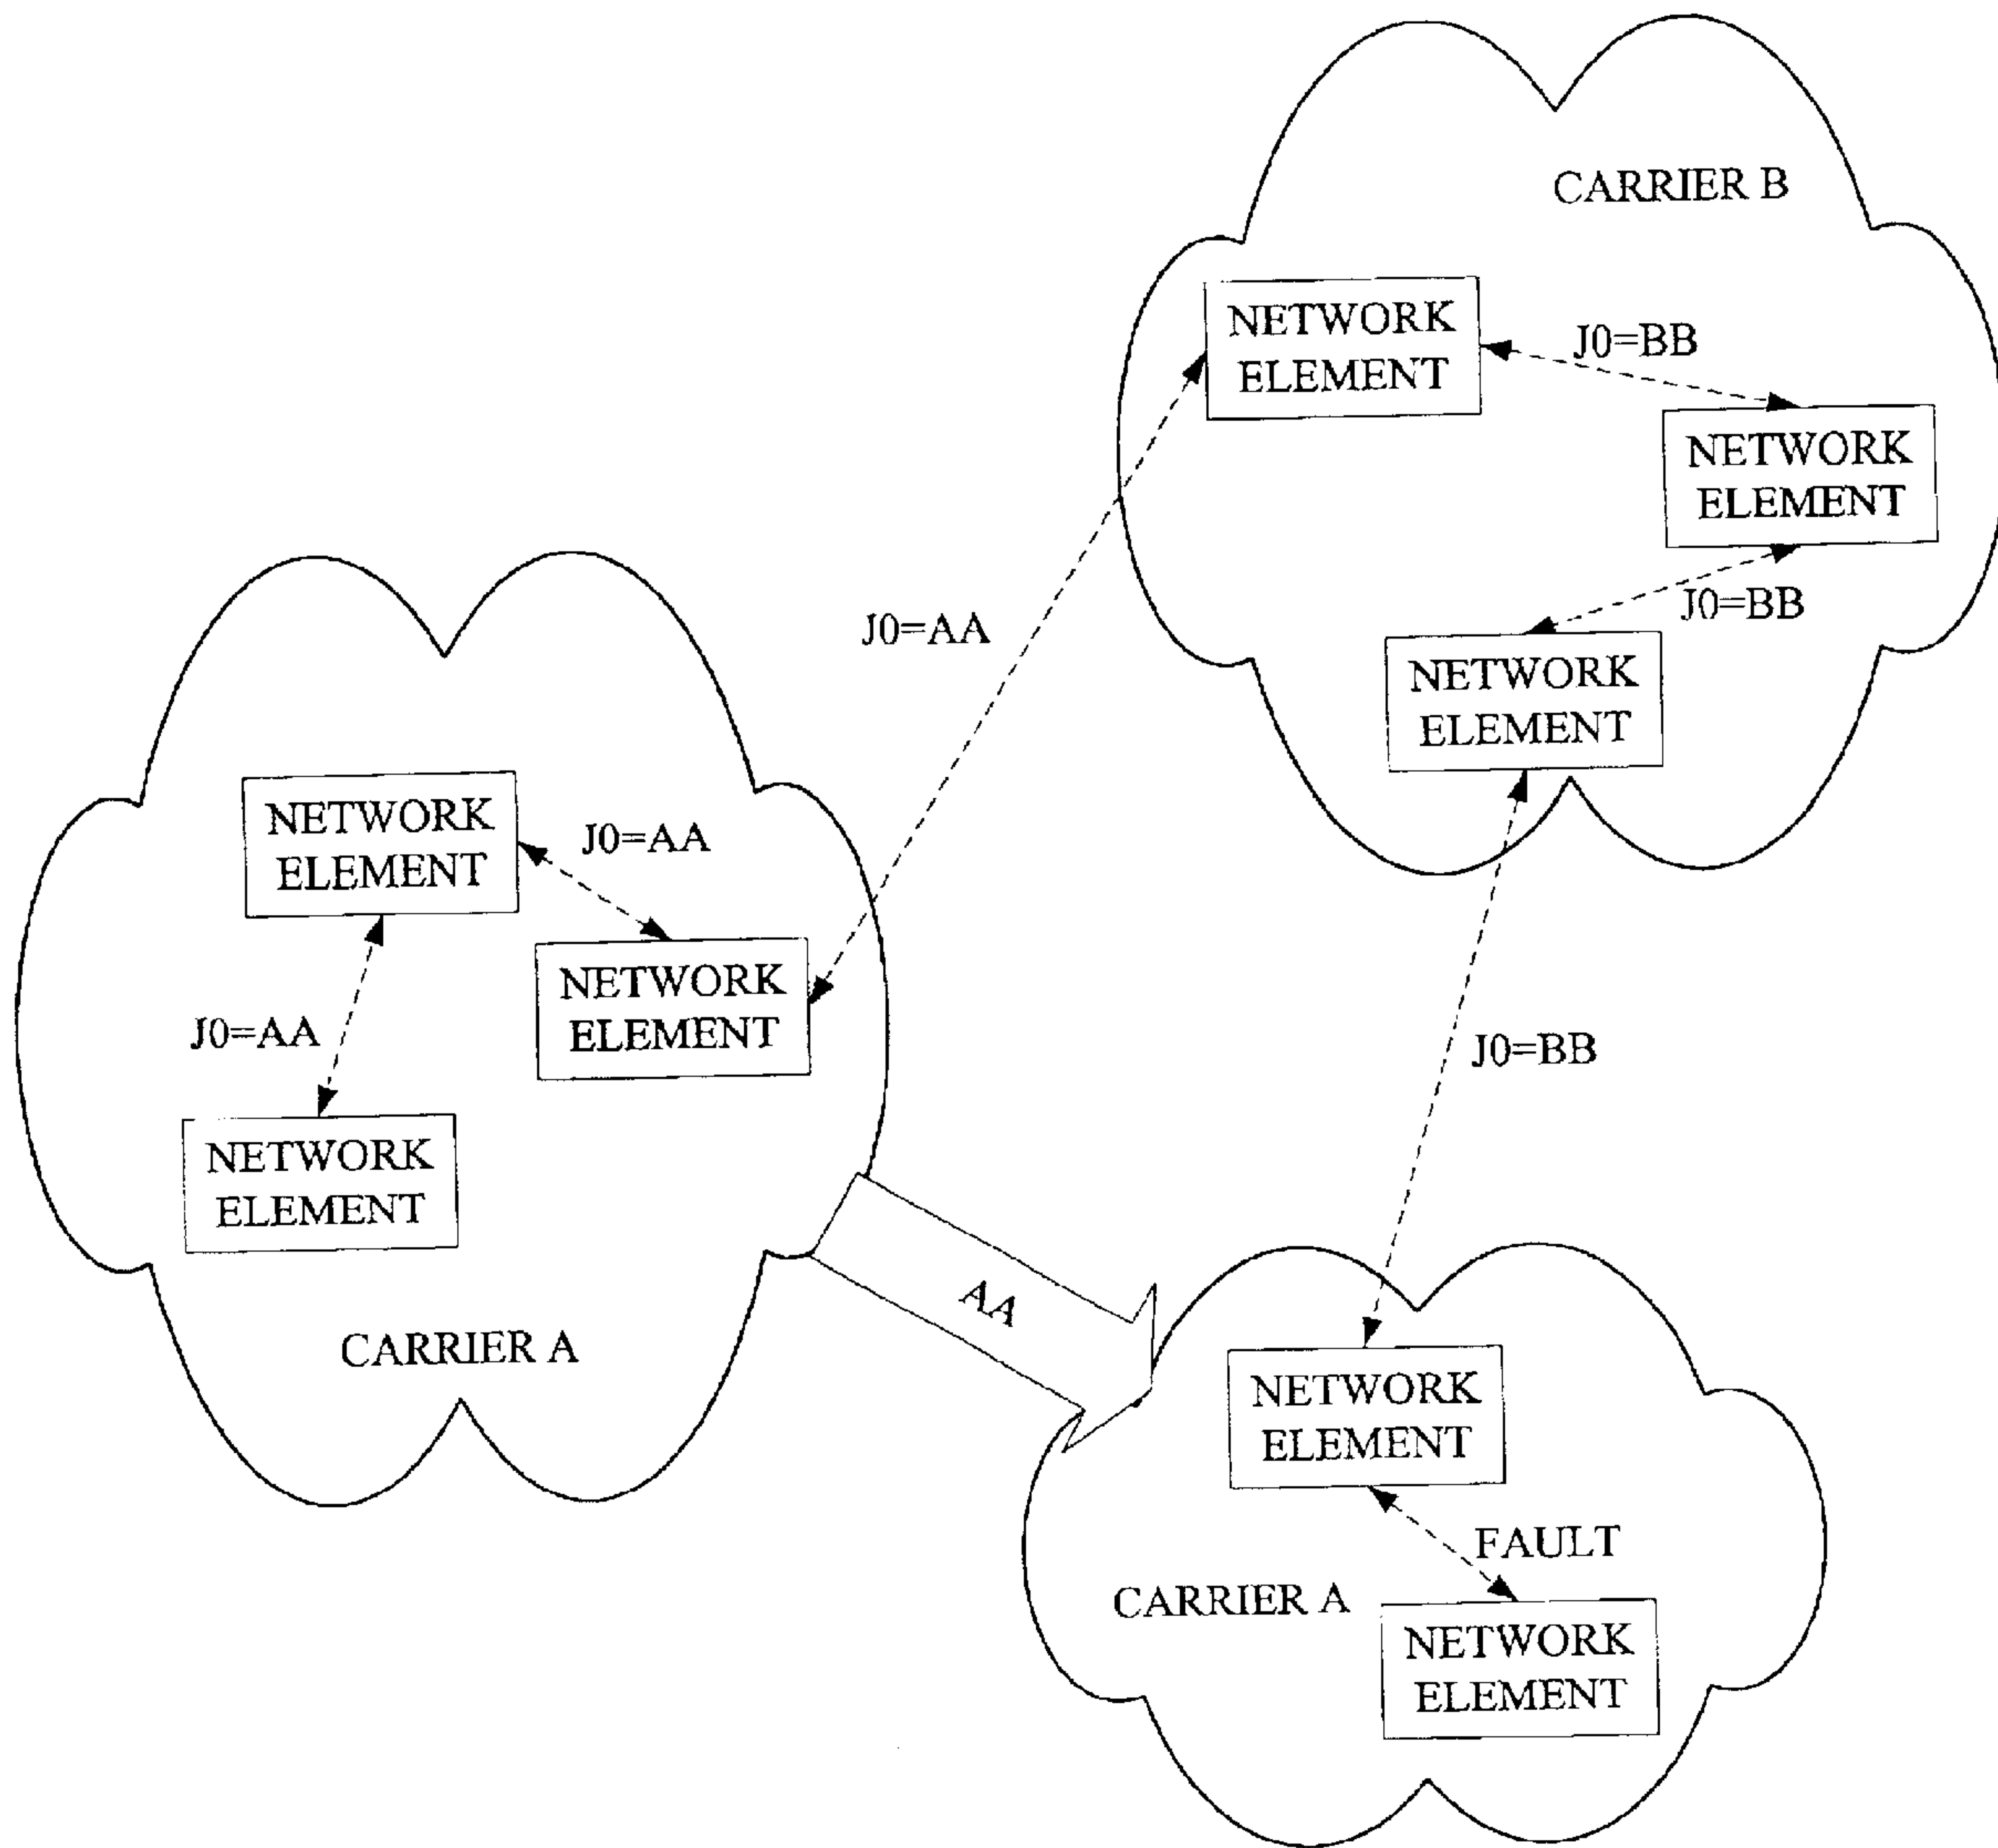 CARRIER B
NETWORK
ELEMENT
J0=BB
NETWORK
ELEMENT
J0=BB
NETWORK
ELEMENT
J0=AA
NETWORK
ELEMENT
J0=AA
NETWORK
ELEMENT
J0=AA
NETWORK
ELEMENT
CARRIER A
J0=BB
AA
NETWORK
ELEMENT
FAULT
CARRIER A
NETWORK
ELEMENT